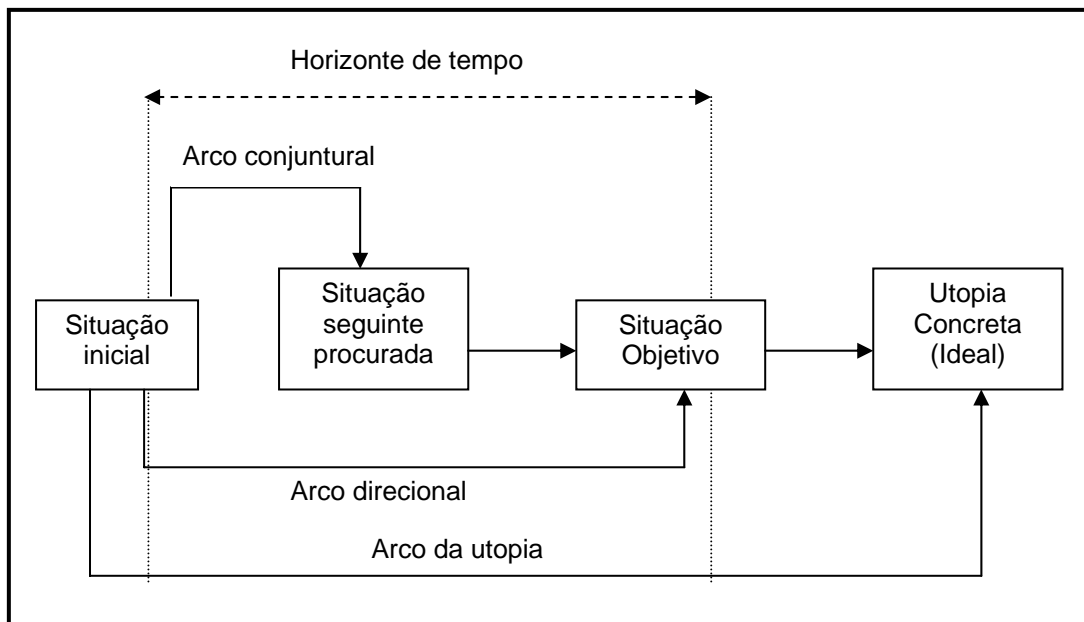 Horizonte de tempo
Arco conjuntural
Situação
inicial
Situação
seguinte
procurada
Situação
Objetivo
Utopia
Concreta
(Ideal)
Arco direcional
Arco da utopia